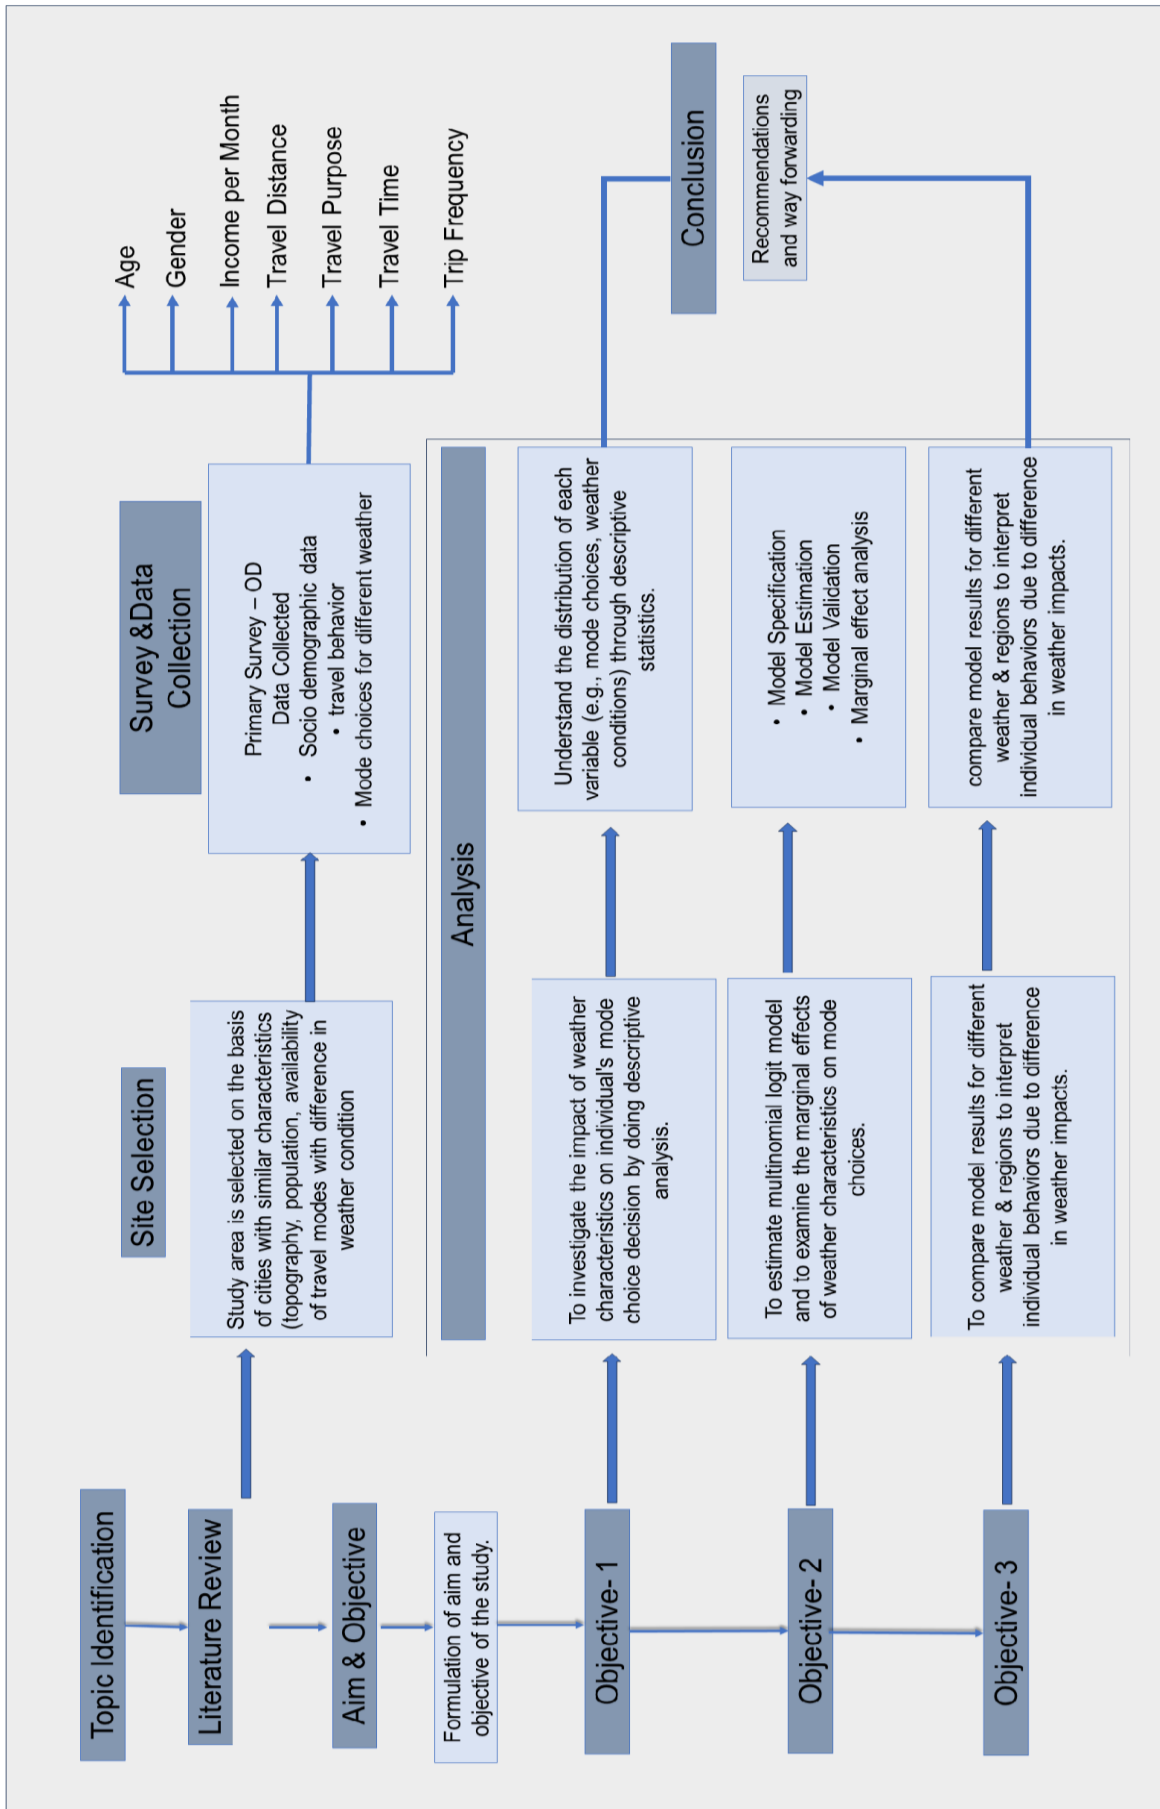 Topic Identification
Literature Review
Aim & Objective
Formulation of aim and
objective of the study.
Objective- 1
Objective- 2
Objective- 3
Site Selection
Study area is selected on the basis
of cities with similar characteristics
(topography, population, availability
of travel modes with difference in
weather condition
Survey &Data
Collection
Primary Survey – OD
Data Collected
• Socio demographic data
• travel behavior
• Mode choices for different weather
Age
Gender
Income per Month
Travel Distance
Travel Purpose
Travel Time
Trip Frequency
Analysis
To investigate the impact of weather
characteristics on individual's mode
choice decision by doing descriptive
analysis.
Understand the distribution of each
variable (e.g., mode choices, weather
conditions) through descriptive
statistics.
To estimate multinomial logit model
and to examine the marginal effects
of weather characteristics on mode
choices.
• Model Specification
• Model Estimation
• Model Validation
• Marginal effect analysis
To compare model results for different
weather & regions to interpret
individual behaviors due to difference
in weather impacts.
compare model results for different
weather & regions to interpret
individual behaviors due to difference
in weather impacts.
Conclusion
Recommendations
and way forwarding